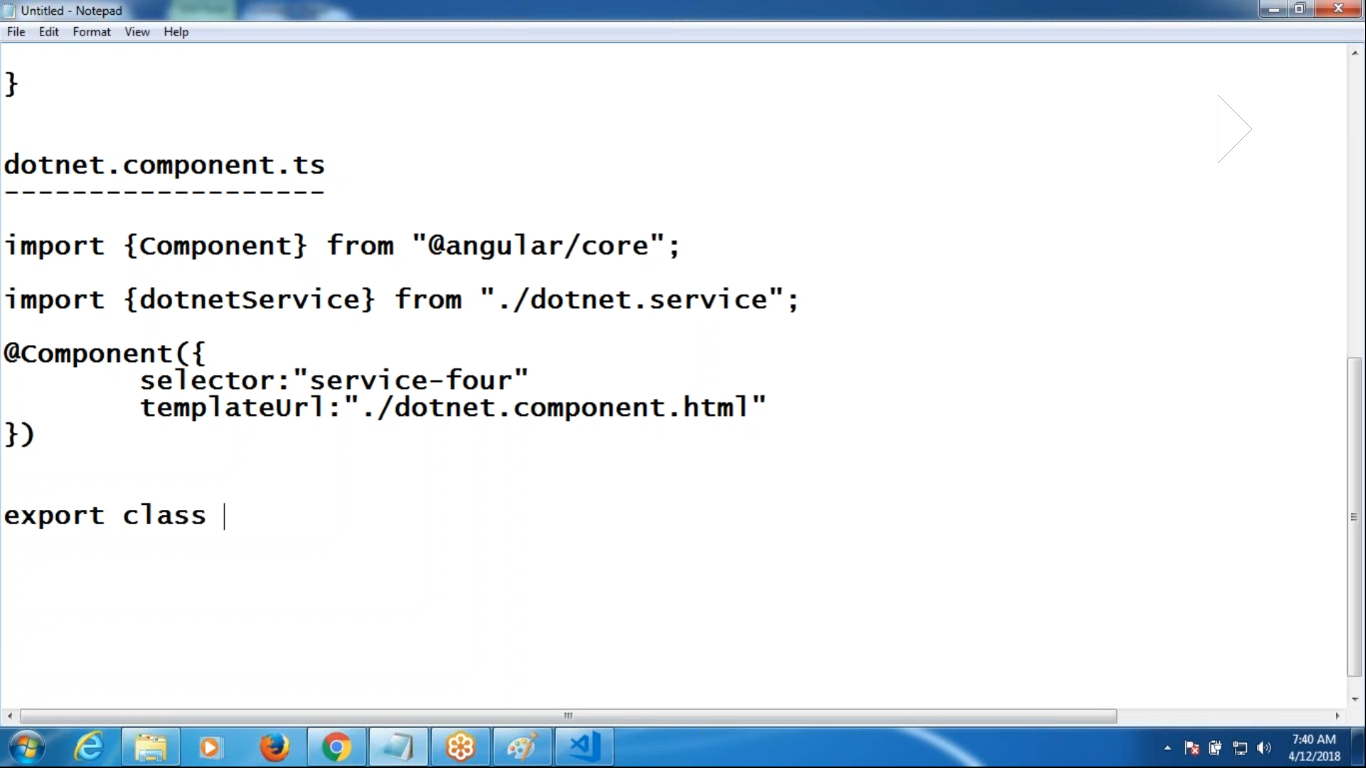 Untitled - Notepad
File Edit Format View Help
}
dotnet.component.ts
-------------------
import {Component} from "@angular/core";
import {dotnetService} from "./dotnet.service";
@Component({
selector:"service-four"
templateUrl:"./dotnet.component.html"
})
export class
7:40 AM
4/12/2018